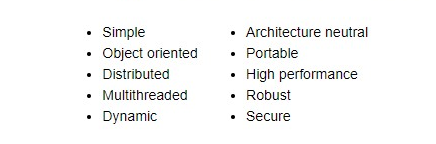 Simple
Object oriented
Distributed
Multithreaded
Dynamic
Architecture neutral
Portable
High performance
Robust
Secure